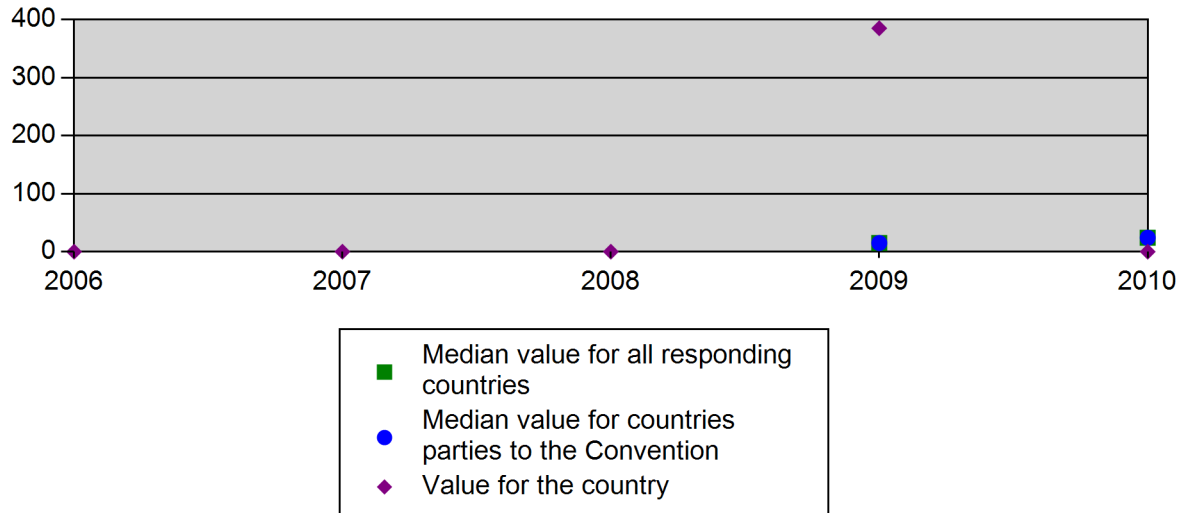 400
300
200
100
0
2006 2007 2008 2009 2010
Median value for all responding
countries
Median value for countries
parties to the Convention
Value for the country